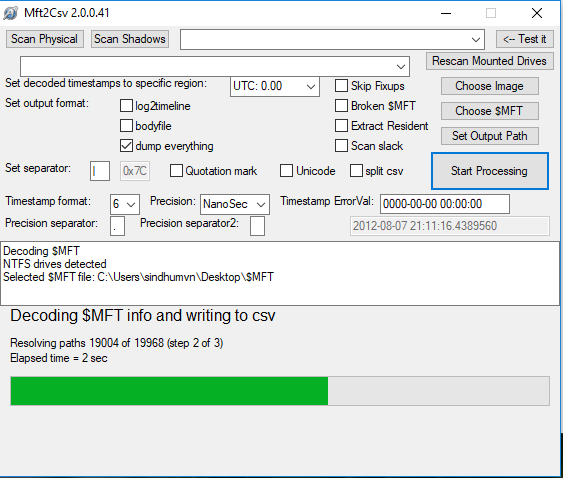 Mft2Csv 2.0.0.41
Scan Physical Scan Shadows <-- Test it
Rescan Mounted Drives
Set decoded timestamps to specific region: UTC: 0.00 Skip Fixups Choose Image
Set output format: log2timeline Broken $MFT Choose $MFT
bodyfile Extract Resident Set Output Path
dump everything Scan slack
Set separator: | 0x7C Quotation mark Unicode split csv Start Processing
Timestamp format: 6 Precision: NanoSec Timestamp ErrorVal: 0000-00-00 00:00:00
Precision separator: . Precision separator2: 2012-08-07 21:11:16.4389560
Decoding $MFT
NTFS drives detected
Selected $MFT file: C:\Users\sindhumvn\Desktop\$MFT
Decoding $MFT info and writing to csv
Resolving paths 19004 of 19968 (step 2 of 3)
Elapsed time = 2 sec